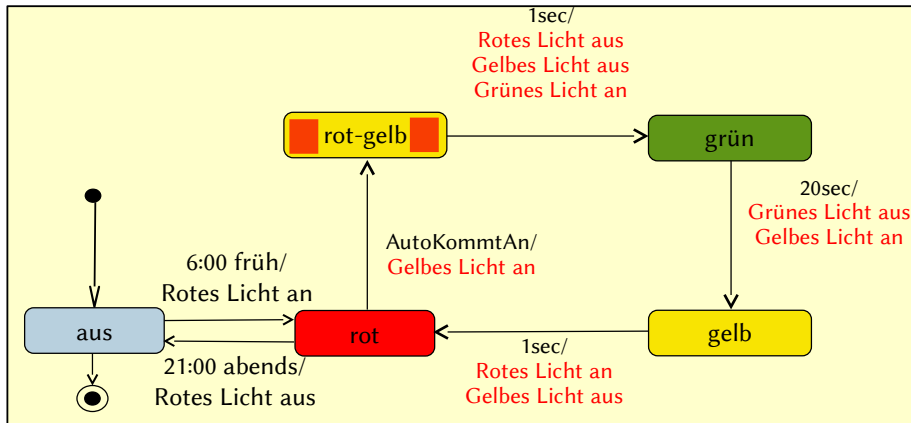 1sec/
Rotes Licht aus
Gelbes Licht aus
Grünes Licht an
rot-gelb
grün
20sec/
Grünes Licht aus
Gelbes Licht an
AutoKommtAn/
Gelbes Licht an
6:00 früh/
Rotes Licht an
aus
rot
gelb
21:00 abends/
Rotes Licht aus
1sec/
Rotes Licht an
Gelbes Licht aus